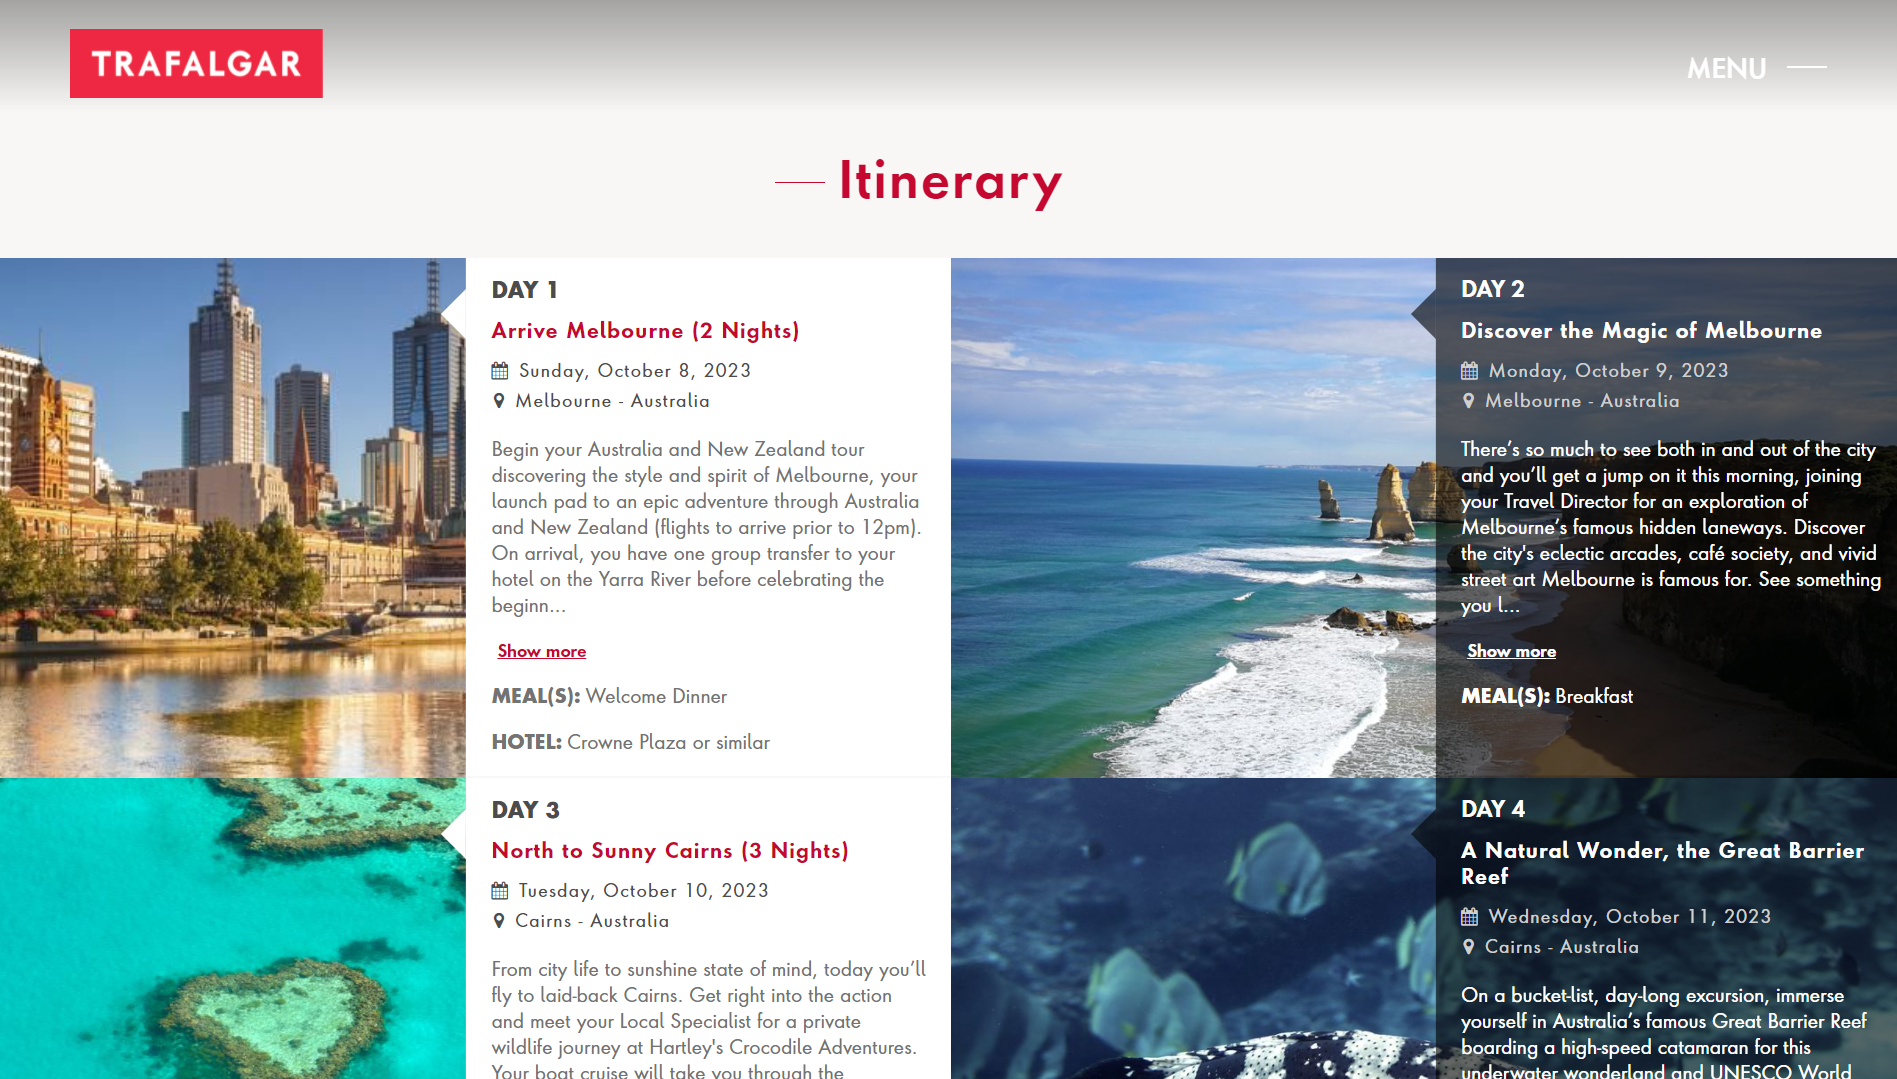 TRAFALGAR
MENU
Itinerary
DAY 1
Arrive Melbourne (2 Nights)
Sunday, October 8, 2023
Melbourne - Australia
Begin your Australia and New Zealand tour
discovering the style and spirit of Melbourne, your
launch pad to an epic adventure through Australia
and New Zealand (flights to arrive prior to 12pm).
On arrival, you have one group transfer to your
hotel on the Yarra River before celebrating the
beginn...
Show more
MEAL(S): Welcome Dinner
HOTEL: Crowne Plaza or similar
DAY 2
Discover the Magic of Melbourne
Monday, October 9, 2023
Melbourne - Australia
There’s so much to see both in and out of the city
and you’ll get a jump on it this morning, joining
your Travel Director for an exploration of
Melbourne’s famous hidden laneways. Discover
the city's eclectic arcades, café society, and vivid
street art Melbourne is famous for. See something
you l...
Show more
MEAL(S): Breakfast
DAY 3
North to Sunny Cairns (3 Nights)
Tuesday, October 10, 2023
Cairns - Australia
From city life to sunshine state of mind, today you’ll
fly to laid-back Cairns. Get right into the action
and meet your Local Specialist for a private
wildlife journey at Hartley's Crocodile Adventures.
Your boat cruise will take you through the
DAY 4
A Natural Wonder, the Great Barrier
Reef
Wednesday, October 11, 2023
Cairns - Australia
On a bucket-list, day-long excursion, immerse
yourself in Australia’s famous Great Barrier Reef
boarding a high-speed catamaran for this
underwater wonderland and UNESCO World